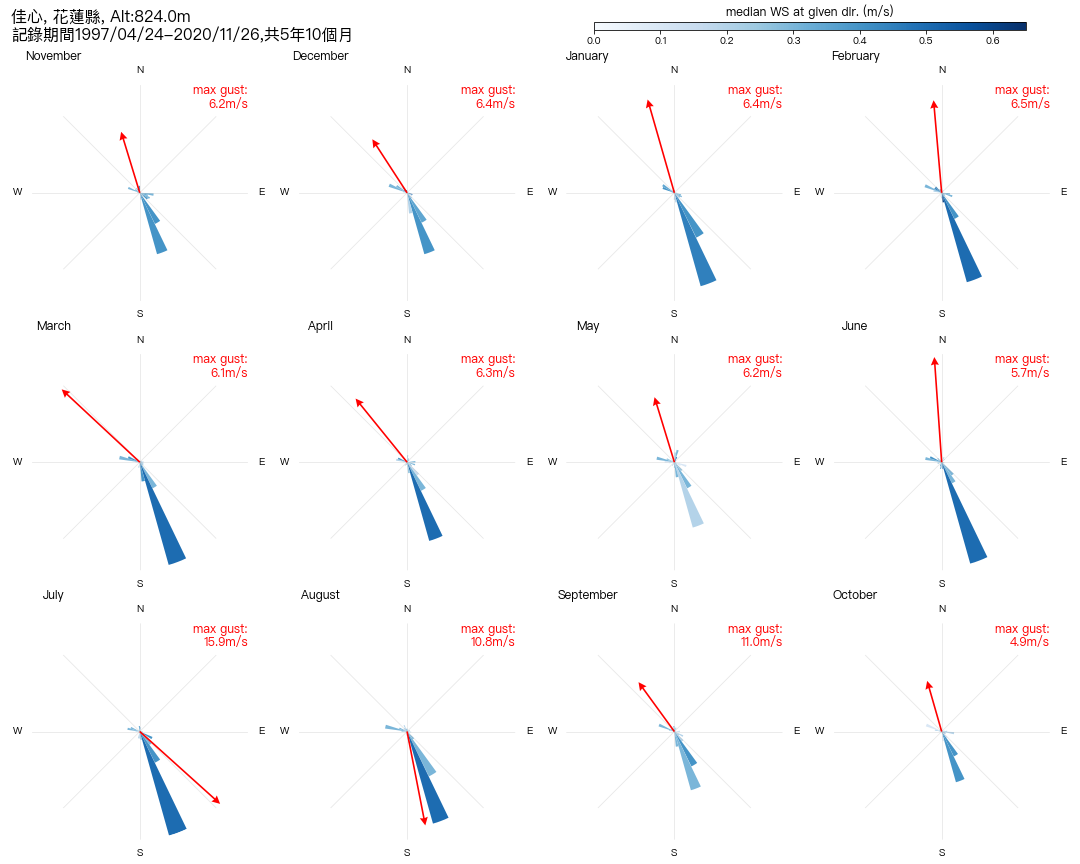 佳心, 花蓮縣, Alt:824.0m
記錄期間1997/04/24–2020/11/26,共5年10個月
median WS at given dir. (m/s)
0.0 0.1 0.2 0.3 0.4 0.5 0.6
November December January February
N N N N
max gust: max gust: max gust: max gust:
6.2m/s 6.4m/s 6.4m/s 6.5m/s
W E W E W E W E
S S S S
March April May June
N N N N
max gust: max gust: max gust: max gust:
6.1m/s 6.3m/s 6.2m/s 5.7m/s
W E W E W E W E
S S S S
July August September October
N N N N
max gust: max gust: max gust: max gust:
15.9m/s 10.8m/s 11.0m/s 4.9m/s
W E W E W E W E
S S S S